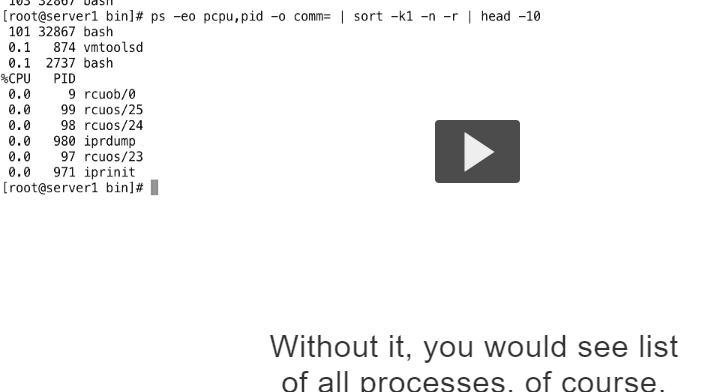 103 32867 bash
[root@server1 bin]# ps -eo pcpu,pid -o comm= | sort -k1 -n -r | head -10
101 32867 bash
0.1 874 vmtoolsd
0.1 2737 bash
%CPU PID
0.0 9 rcuob/0
0.0 99 rcuos/25
0.0 98 rcuos/24
0.0 980 iprdump
0.0 97 rcuos/23
0.0 971 iprinit
[root@server1 bin]#
Without it, you would see list
of all processes, of course.